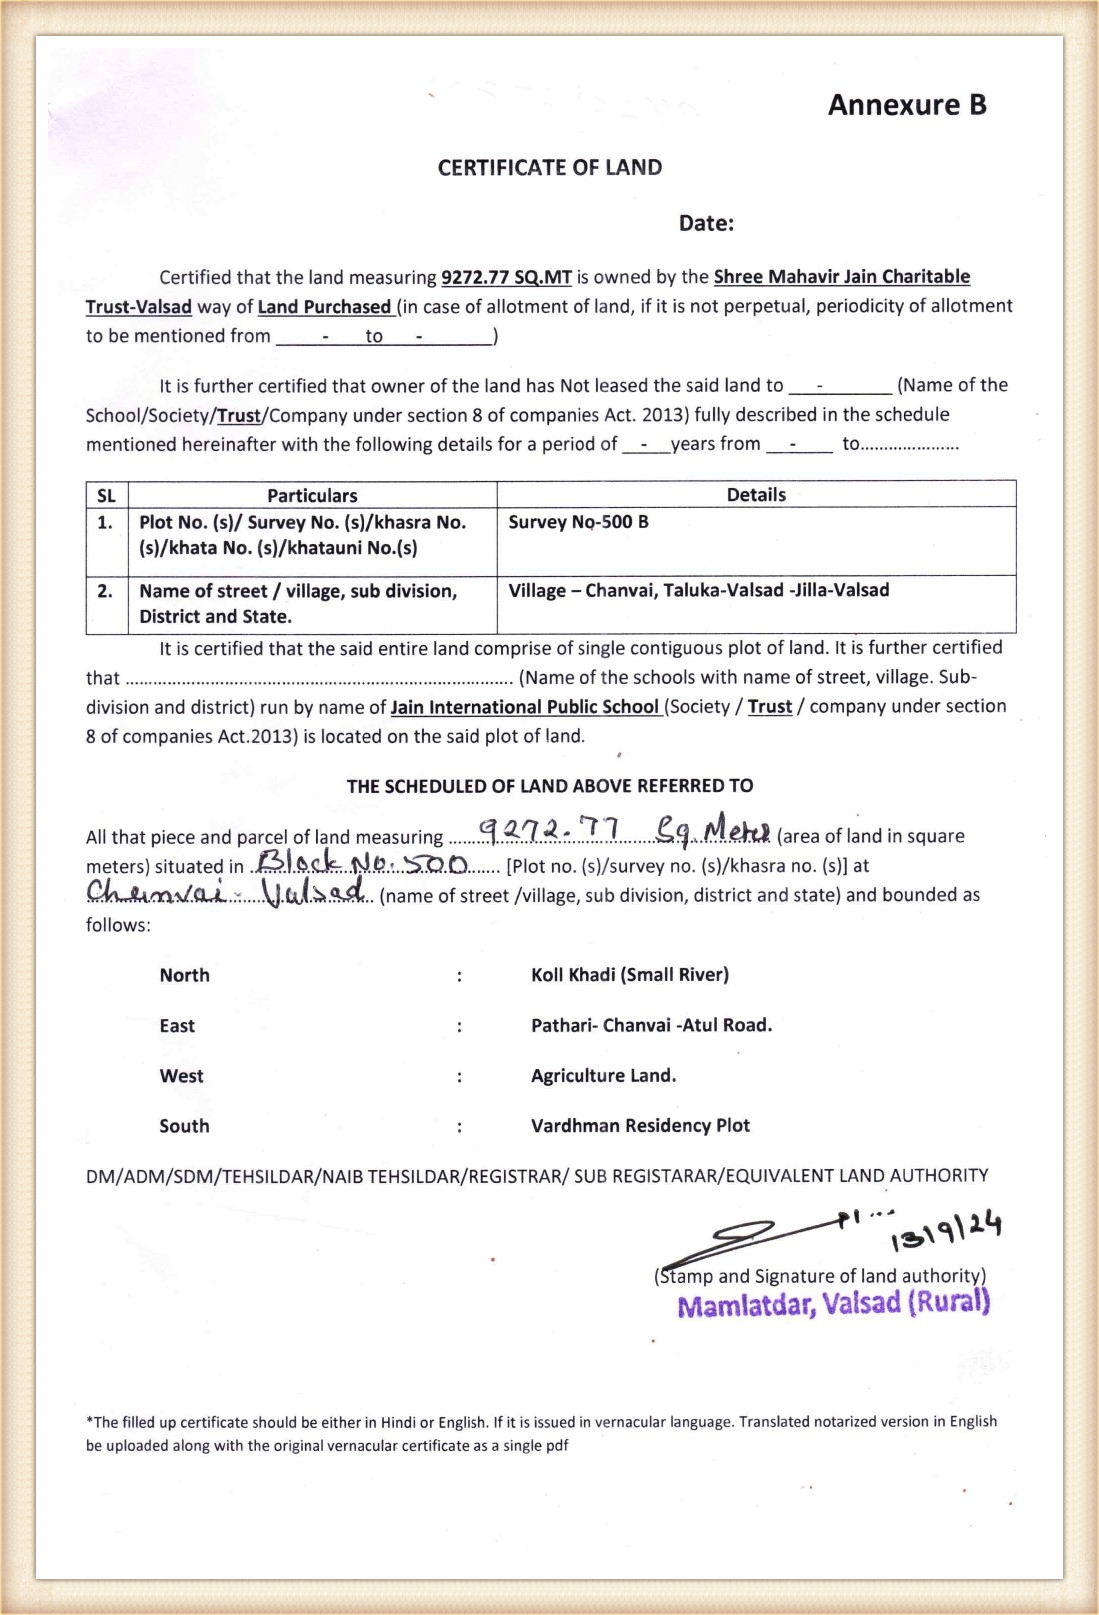 Annexure B
CERTIFICATE OF LAND
Date:
Certified that the land measuring 9272.77 SQ.MT is owned by the Shree Mahavir Jain Charitable
Trust-Valsad way of Land Purchased (in case of allotment of land, if it is not perpetual, periodicity of allotment
to be mentioned from ______-____to____-_______)
It is further certified that owner of the land has Not leased the said land to ___-_______ (Name of the
School/Society/Trust/Company under section 8 of companies Act. 2013) fully described in the schedule
mentioned hereinafter with the following details for a period of __-__years from __-____ to.....................
SL Particulars Details
1. Plot No. (s)/ Survey No. (s)/khasra No. Survey No-500 B
(s)/khata No. (s)/khatauni No.(s)
2. Name of street / village, sub division, Village – Chanvai, Taluka-Valsad -Jilla-Valsad
District and State.
It is certified that the said entire land comprise of single contiguous plot of land. It is further certified
that .................................................................................. (Name of the schools with name of street, village. Sub-
division and district) run by name of Jain International Public School (Society / Trust / company under section
8 of companies Act.2013) is located on the said plot of land.
THE SCHEDULED OF LAND ABOVE REFERRED TO
All that piece and parcel of land measuring ........9272.77 Sq. Meter (area of land in square
meters) situated in .Block No. 500....... [Plot no. (s)/survey no. (s)/khasra no. (s)] at
Chanvai - Valsad.. (name of street /village, sub division, district and state) and bounded as
follows:
North : Koll Khadi (Small River)
East : Pathari- Chanvai -Atul Road.
West : Agriculture Land.
South : Vardhman Residency Plot
DM/ADM/SDM/TEHSILDAR/NAIB TEHSILDAR/REGISTRAR/ SUB REGISTARAR/EQUIVALENT LAND AUTHORITY
13/9/24
(Stamp and Signature of land authority)
Mamlatdar, Valsad (Rural)
*The filled up certificate should be either in Hindi or English. If it is issued in vernacular language. Translated notarized version in English
be uploaded along with the original vernacular certificate as a single pdf